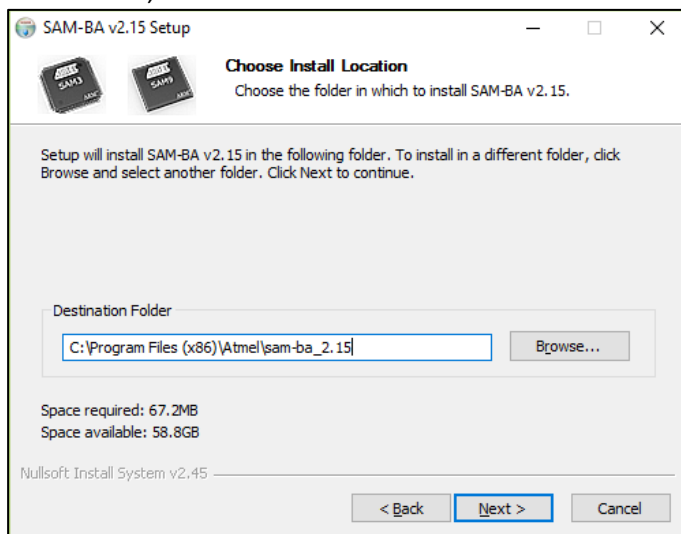 SAM-BA v2.15 Setup
SAM3
SAM9
Choose Install Location
Choose the folder in which to install SAM-BA v2.15.
Setup will install SAM-BA v2.15 in the following folder. To install in a different folder, click
Browse and select another folder. Click Next to continue.
Destination Folder
C:\Program Files (x86)\Atmel\sam-ba_2.15
Browse...
Space required: 67.2MB
Space available: 58.8GB
Nullsoft Install System v2.45
< Back
Next >
Cancel